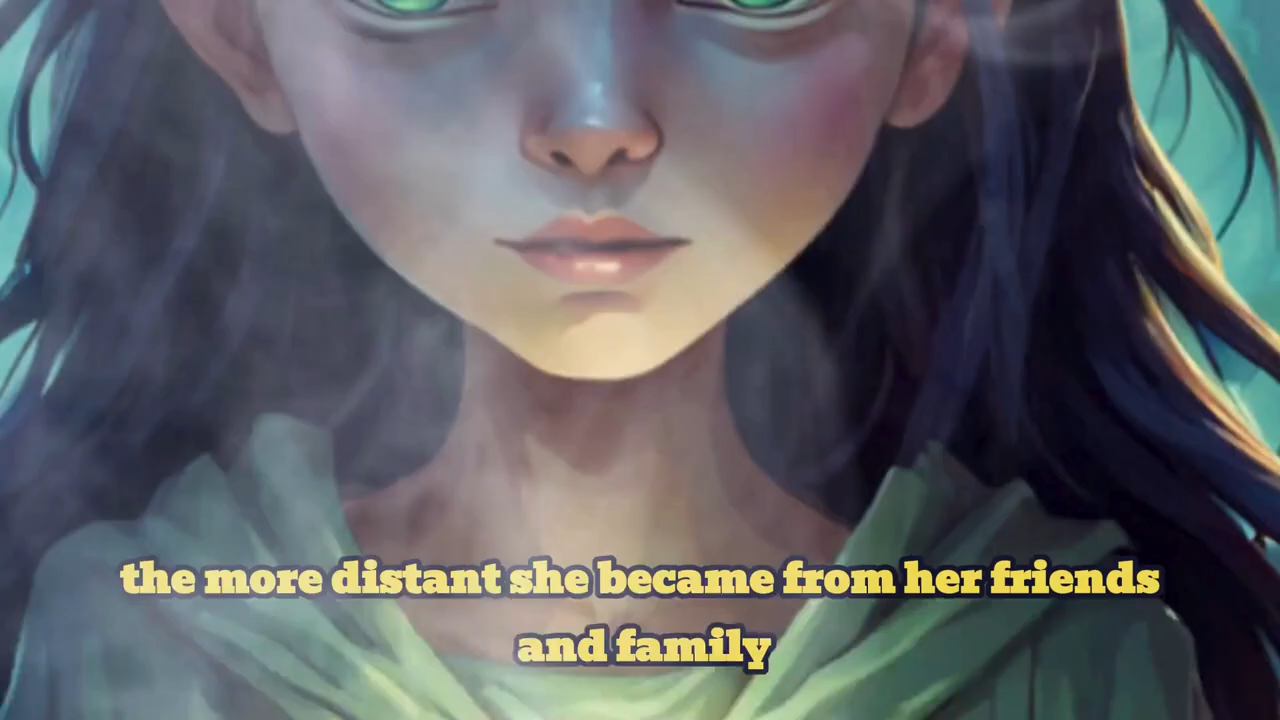 the more distant she became from her friends
and family